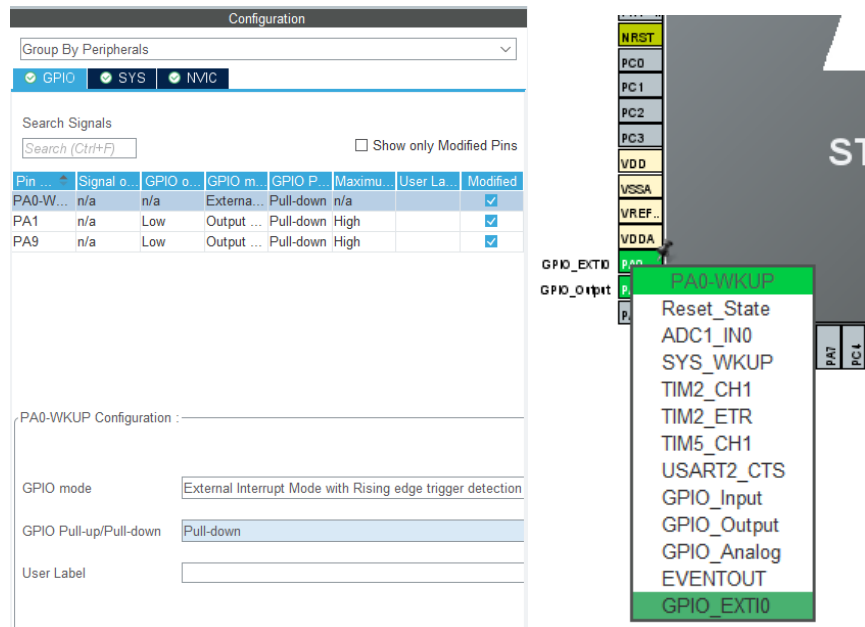 Configuration
Group By Peripherals
GPIO SYS NVIC
Search Signals
Search (Ctrl+F) Show only Modified Pins
Pin ... Signal o... GPIO o... GPIO m... GPIO P... Maximu... User La... Modified
PA0-W... n/a n/a Externa... Pull-down n/a
PA1 n/a Low Output ... Pull-down High
PA9 n/a Low Output ... Pull-down High
PA0-WKUP Configuration :
GPIO mode External Interrupt Mode with Rising edge trigger detection
GPIO Pull-up/Pull-down Pull-down
User Label
NRST
PC0
PC1
PC2
PC3
VDD
VSSA
VREF..
VDDA
GPIO_EXTI0 PA0
GPIO_Output
ST
PA7
PC4
PA0-WKUP
Reset_State
ADC1_IN0
SYS_WKUP
TIM2_CH1
TIM2_ETR
TIM5_CH1
USART2_CTS
GPIO_Input
GPIO_Output
GPIO_Analog
EVENTOUT
GPIO_EXTI0